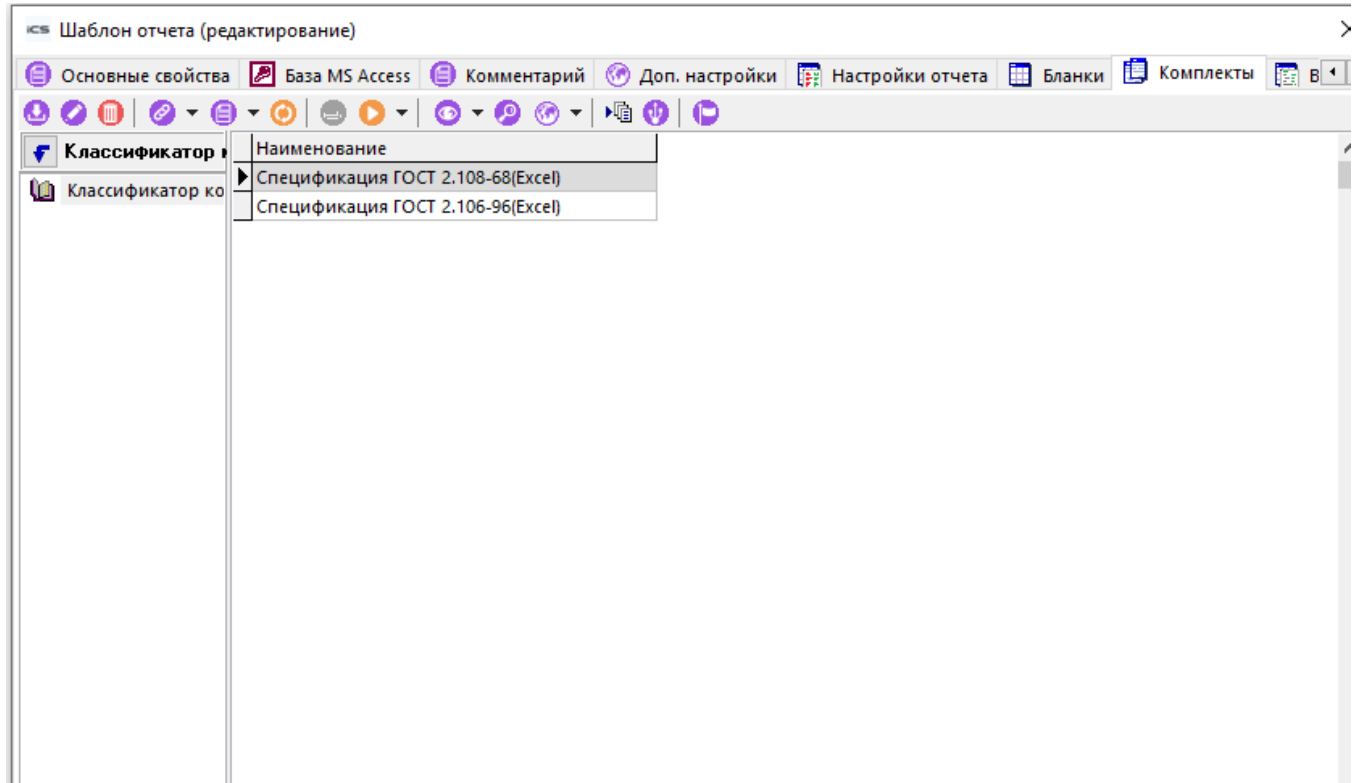 iCS Шаблон отчета (редактирование)
Основные свойства База MS Access Комментарий Доп. настройки Настройки отчета Бланки Комплекты В
Классификатор
Наименование
Классификатор ко
Спецификация ГОСТ 2.108-68(Excel)
Спецификация ГОСТ 2.106-96(Excel)